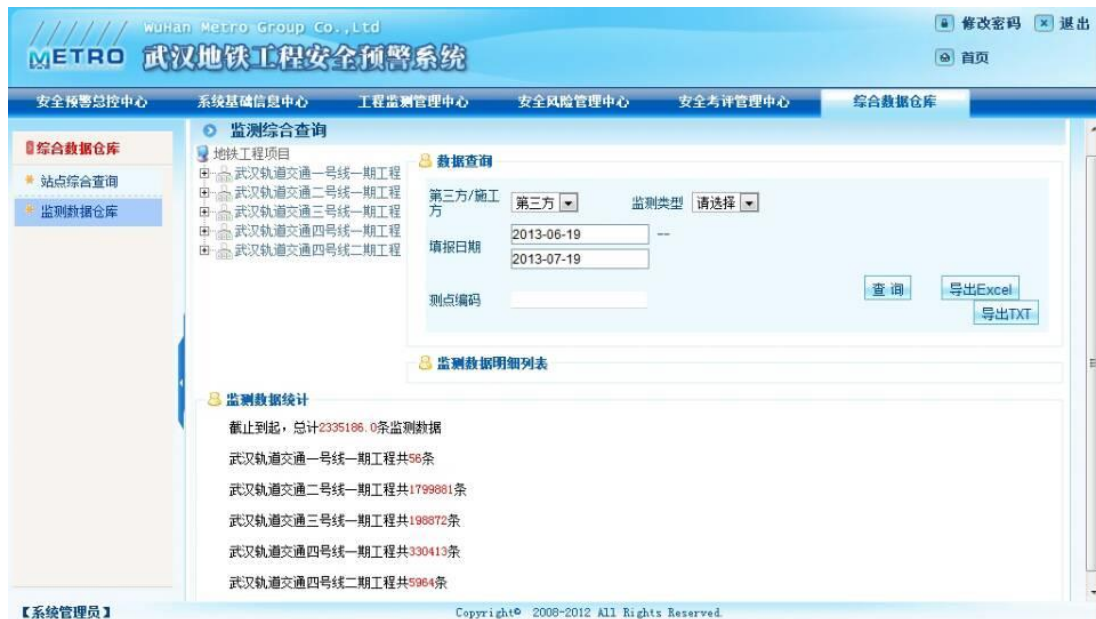 WuHan Metro Group Co.,Ltd
修改密码 退出
METRO 武汉地铁工程安全预警系统
首页
安全预警总控中心 系统基础信息中心 工程监测管理中心 安全风险管理中心 安全考评管理中心 综合数据仓库
监测综合查询
综合数据仓库
站点综合查询
监测数据仓库
地铁工程项目
武汉轨道交通一号线一期工程
武汉轨道交通二号线一期工程
武汉轨道交通三号线一期工程
武汉轨道交通四号线一期工程
武汉轨道交通四号线二期工程
数据查询
第三方/施工方 第三方 监测类型 请选择
填报日期 2013-06-19 --
2013-07-19
测点编码
查 询 导出Excel
导出TXT
监测数据明细列表
监测数据统计
截止到起，总计2335186.0条监测数据
武汉轨道交通一号线一期工程共56条
武汉轨道交通二号线一期工程共1799881条
武汉轨道交通三号线一期工程共198872条
武汉轨道交通四号线一期工程共330413条
武汉轨道交通四号线二期工程共5964条
【系统管理员】 Copyright© 2008-2012 All Rights Reserved.